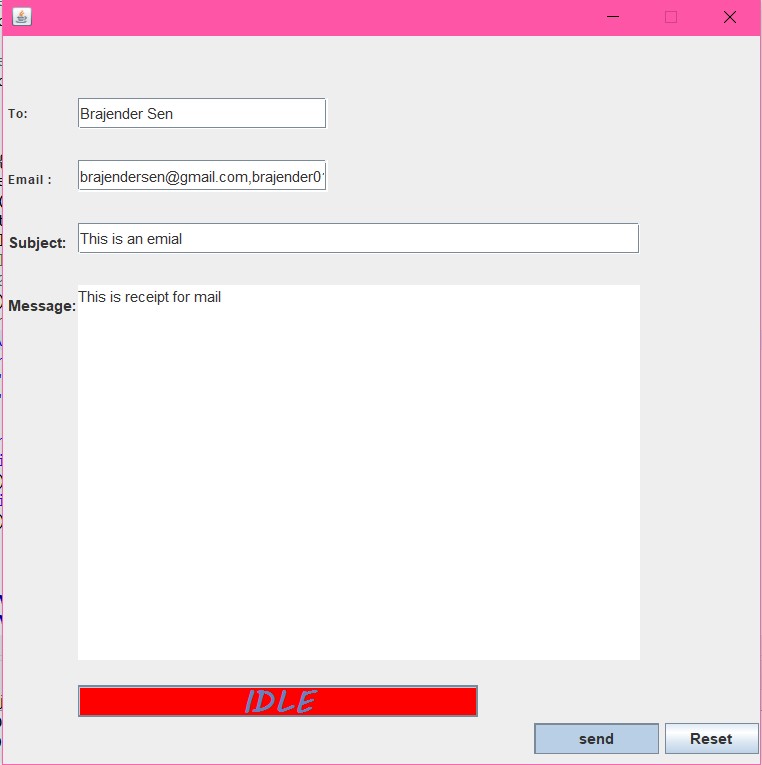 To:
Brajender Sen
Email :
brajendersen@gmail.com,brajender0
Subject:
This is an emial
Message:
This is receipt for mail
IDLE
send
Reset